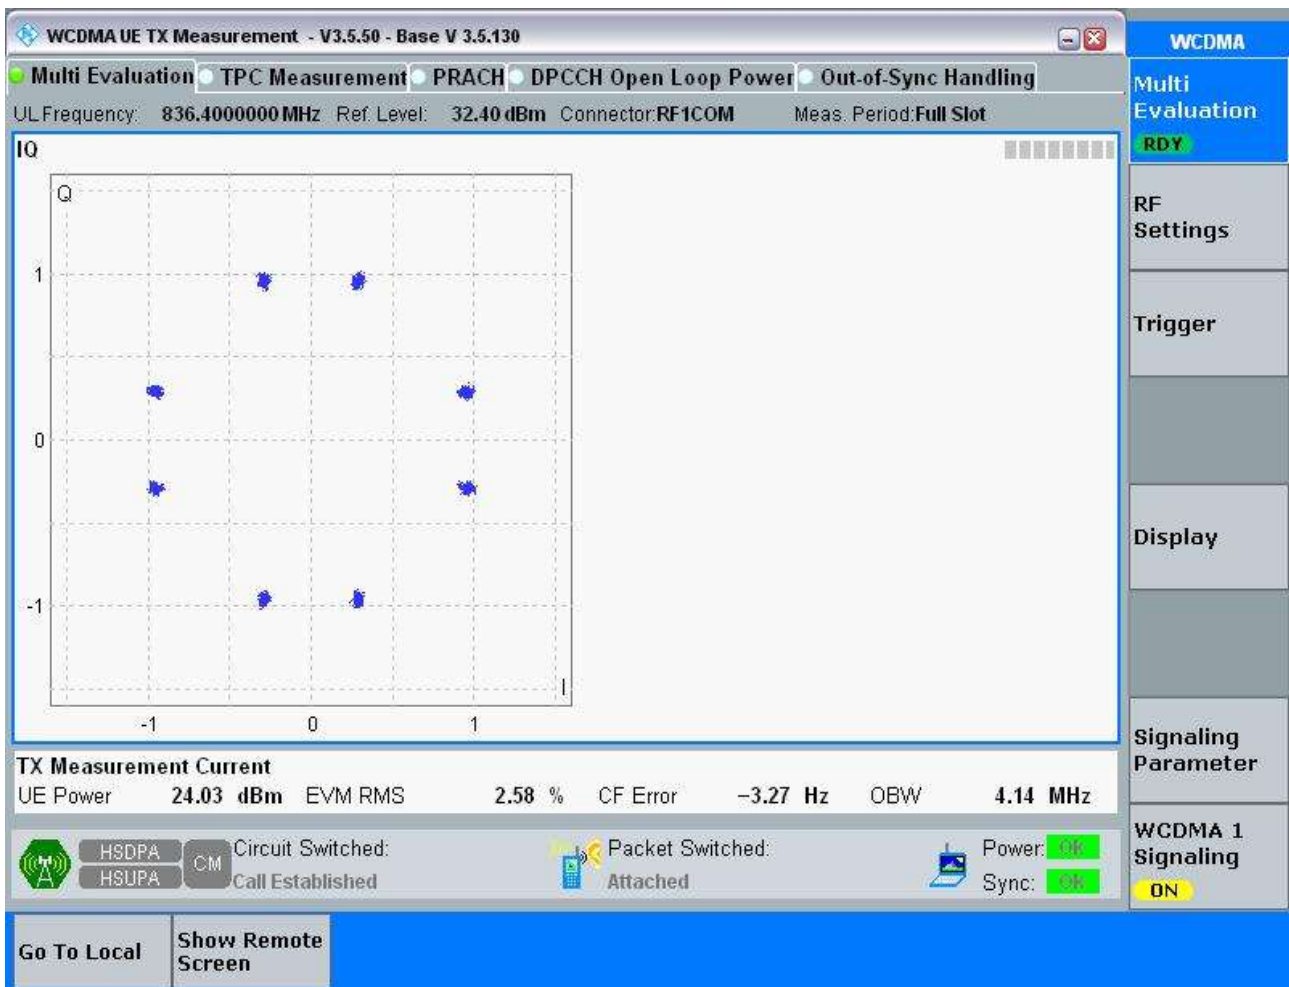 WCDMA UE TX Measurement - V3.5.50 - Base V 3.5.130
WCDMA
Multi Evaluation TPC Measurement PRACH DPCCH Open Loop Power Out-of-Sync Handling
UL Frequency: 836.4000000 MHz Ref. Level: 32.40 dBm Connector: RF1COM Meas. Period: Full Slot
Multi
Evaluation
RDY
IQ
Q
1
0
-1
I
-1 0 1
RF
Settings
Trigger
Display
Signaling
Parameter
WCDMA 1
Signaling
ON
TX Measurement Current
UE Power 24.03 dBm EVM RMS 2.58 % CF Error −3.27 Hz OBW 4.14 MHz
HSDPA
HSUPA
CM
Circuit Switched:
Call Established
Packet Switched:
Attached
Power: Ok
Sync: Ok
Go To Local
Show Remote
Screen